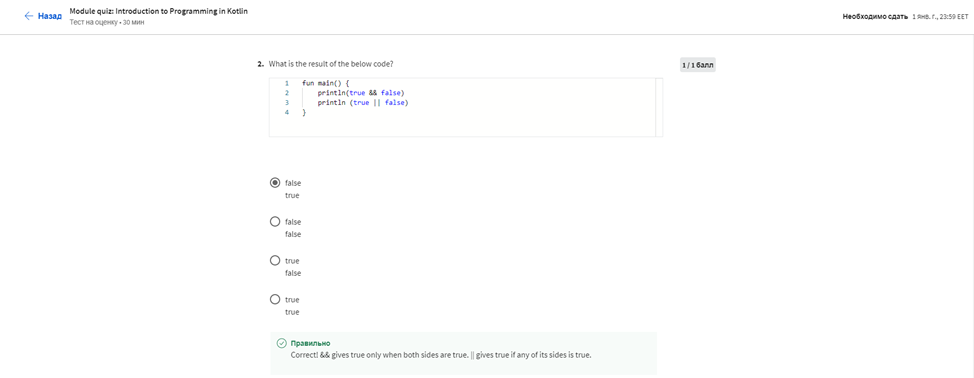 Назад
Module quiz: Introduction to Programming in Kotlin
Тест на оценку • 30 мин
Необходимо сдать 1 янв. г., 23:59 EET
2. What is the result of the below code?
1 / 1 балл
1 fun main() {
2 println(true && false)
3 println (true || false)
4 }
false
true
false
false
true
false
true
true
Правильно
Correct! && gives true only when both sides are true. || gives true if any of its sides is true.